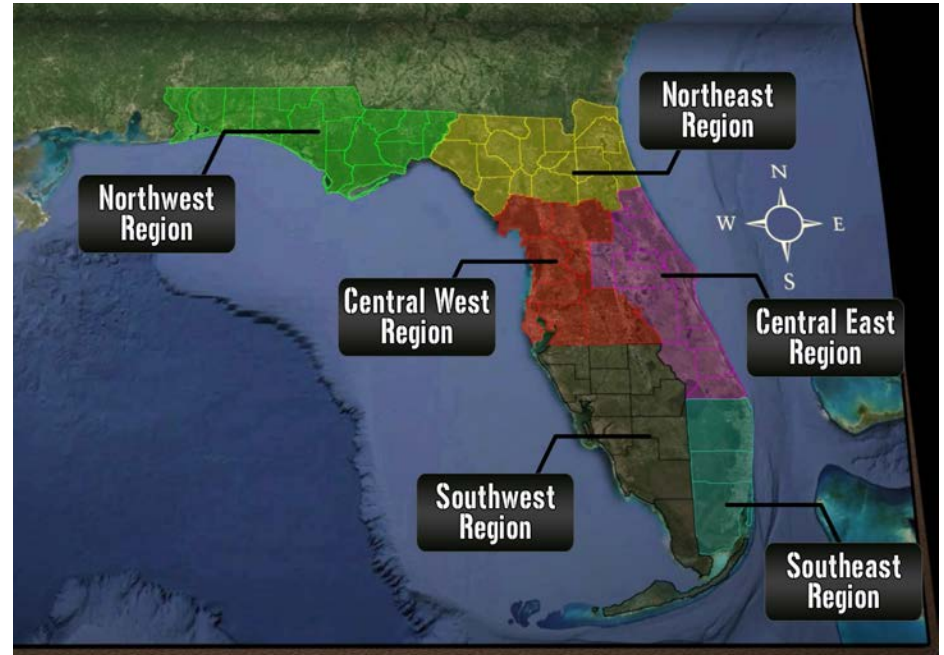 Northeast
Region
N
W
E
S
Northwest
Region
Central West
Region
Central East
Region
Southwest
Region
Southeast
Region